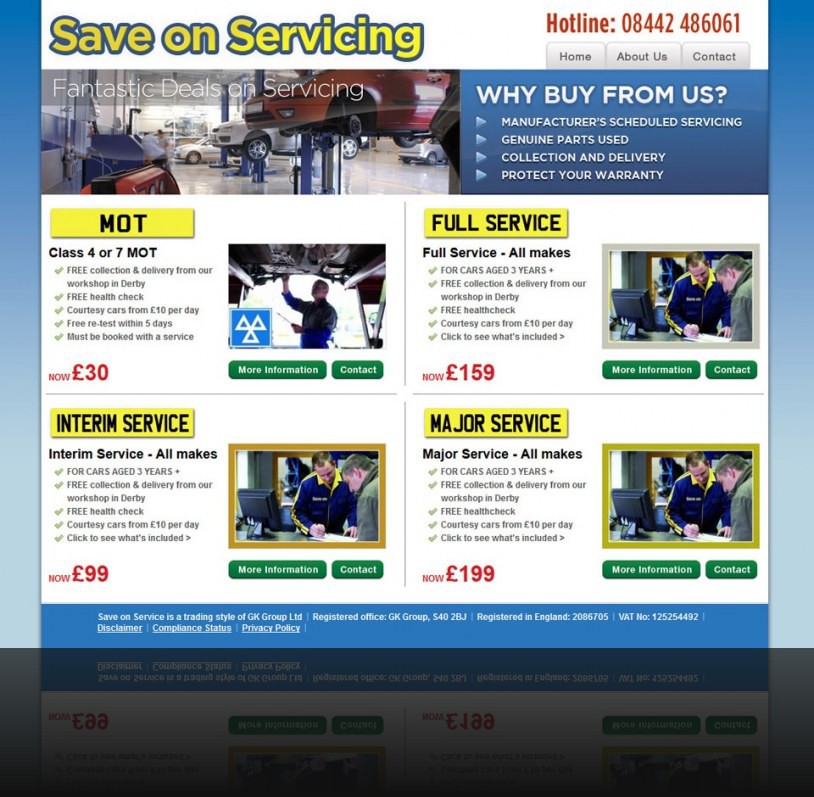 Save on Servicing
Hotline: 08442 486061
Home
About Us
Contact
Fantastic Deals on Servicing
WHY BUY FROM US?
MANUFACTURER'S SCHEDULED SERVICING
GENUINE PARTS USED
COLLECTION AND DELIVERY
PROTECT YOUR WARRANTY
MOT
Class 4 or 7 MOT
FREE collection & delivery from our
workshop in Derby
FREE health check
Courtesy cars from £10 per day
Free re-test within 5 days
Must be booked with a service
NOW £30
More Information
Contact
FULL SERVICE
Full Service - All makes
FOR CARS AGED 3 YEARS +
FREE collection & delivery from our
workshop in Derby
FREE healthcheck
Courtesy cars from £10 per day
Click to see what's included >
Save on
NOW £159
More Information
Contact
INTERIM SERVICE
Interim Service - All makes
FOR CARS AGED 3 YEARS +
FREE collection & delivery from our
workshop in Derby
FREE health check
Courtesy cars from £10 per day
Click to see what's included >
Save on
NOW £99
More Information
Contact
MAJOR SERVICE
Major Service - All makes
FOR CARS AGED 3 YEARS +
FREE collection & delivery from our
workshop in Derby
FREE healthcheck
Courtesy cars from £10 per day
Click to see what's included >
Save on
NOW £199
More Information
Contact
Save on Service is a trading style of GK Group Ltd | Registered office: GK Group, S40 2BJ | Registered in England: 2086705 | VAT No: 125254492 |
Disclaimer | Compliance Status | Privacy Policy |